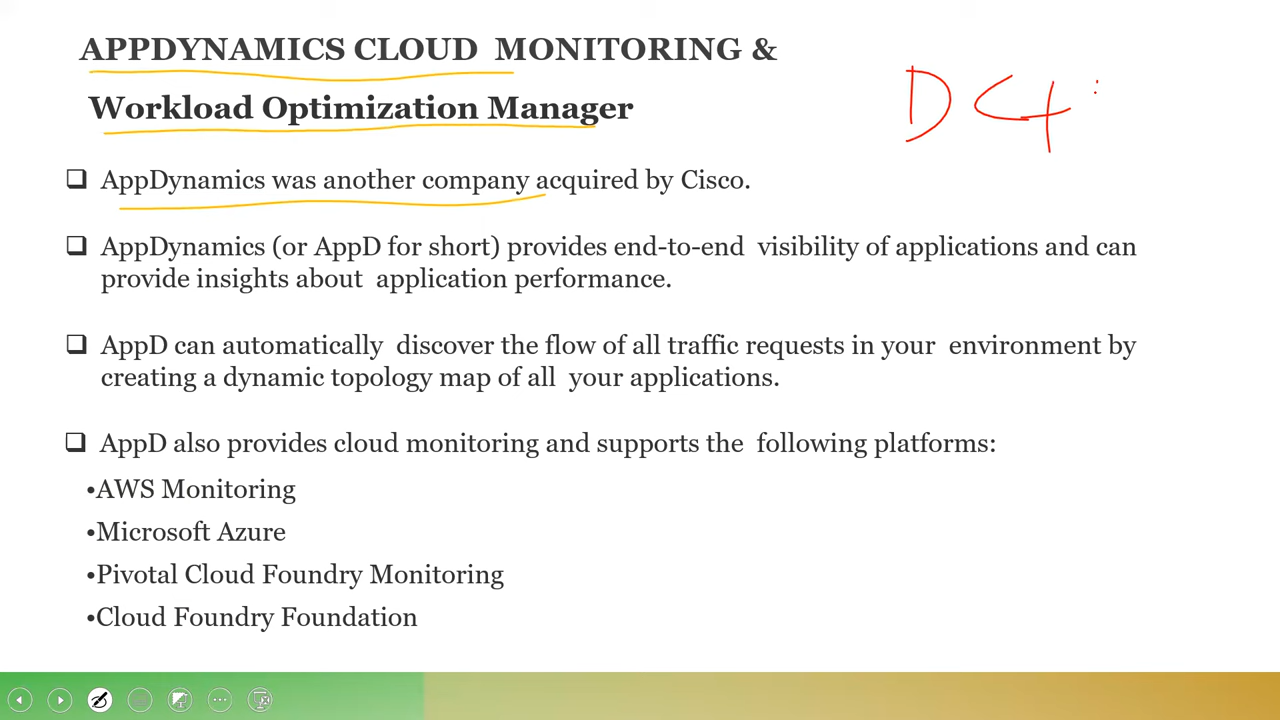 APPDYNAMICS CLOUD MONITORING &
Workload Optimization Manager
DC+
❑ AppDynamics was another company acquired by Cisco.
❑ AppDynamics (or AppD for short) provides end-to-end visibility of applications and can
provide insights about application performance.
❑ AppD can automatically discover the flow of all traffic requests in your environment by
creating a dynamic topology map of all your applications.
❑ AppD also provides cloud monitoring and supports the following platforms:
•AWS Monitoring
•Microsoft Azure
•Pivotal Cloud Foundry Monitoring
•Cloud Foundry Foundation